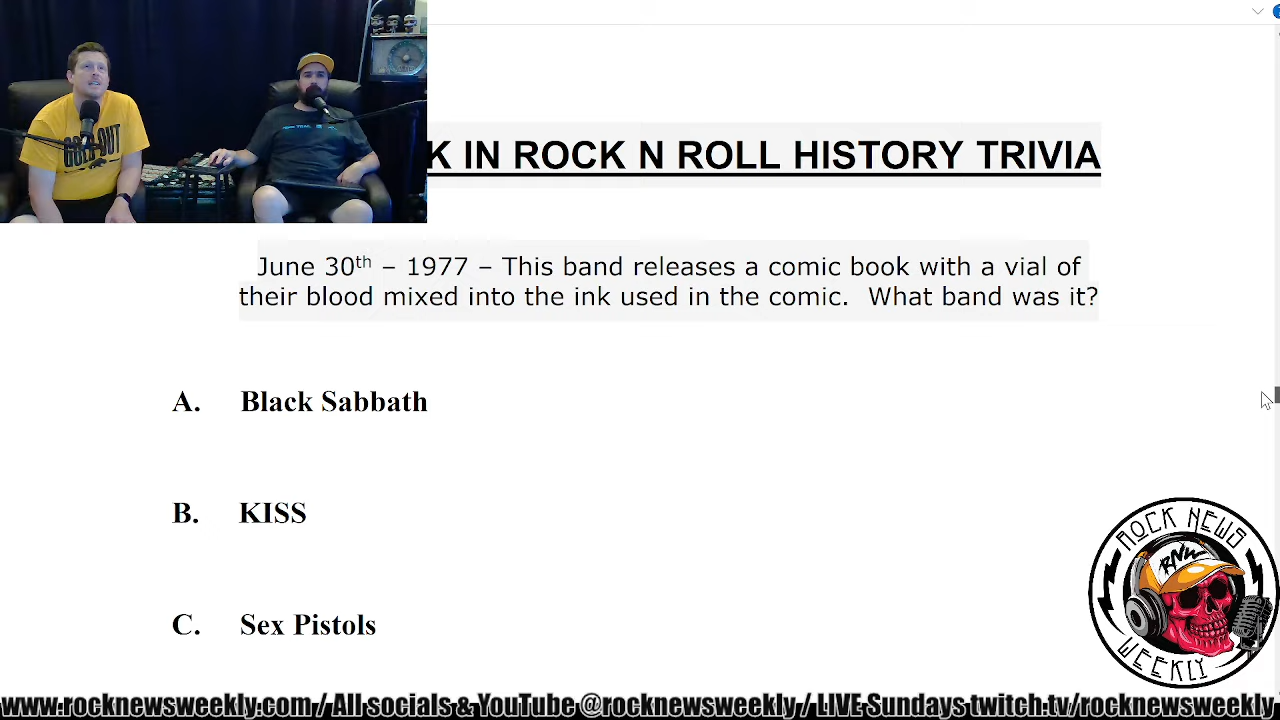 GOLD OUT
K IN ROCK N ROLL HISTORY TRIVIA
June 30th – 1977 – This band releases a comic book with a vial of
their blood mixed into the ink used in the comic. What band was it?
A. Black Sabbath
B. KISS
C. Sex Pistols
ROCK NEWS
RNW
WEEKLY
www.rocknewsweekly.com / All socials & YouTube @rocknewsweekly / LIVE Sundays twitch.tv/rocknewsweekly